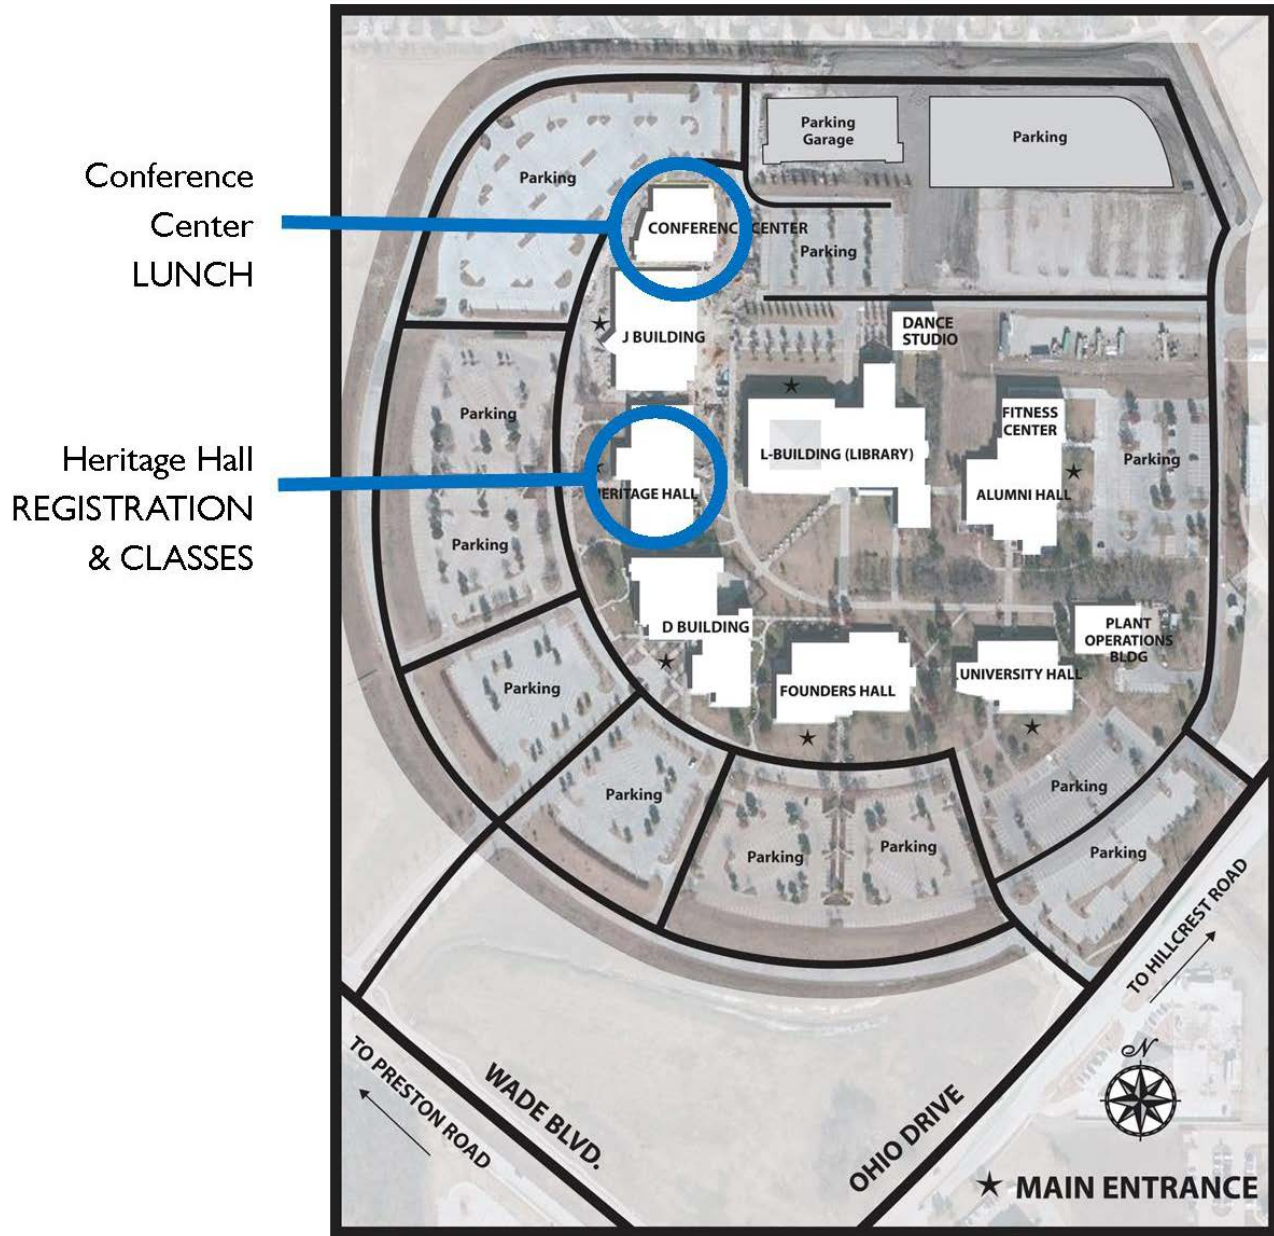 Conference
Center
LUNCH
Heritage Hall
REGISTRATION
& CLASSES
Parking
Garage
Parking
Parking
CONFERENCE CENTER
Parking
J BUILDING
DANCE
STUDIO
Parking
FITNESS
CENTER
L-BUILDING (LIBRARY)
Parking
HERITAGE HALL
ALUMNI HALL
Parking
D BUILDING
PLANT
OPERATIONS
BLDG
Parking
FOUNDERS HALL
UNIVERSITY HALL
Parking
Parking
Parking
Parking
Parking
TO HILLCREST ROAD
TO PRESTON ROAD
WADE BLVD.
OHIO DRIVE
N
MAIN ENTRANCE